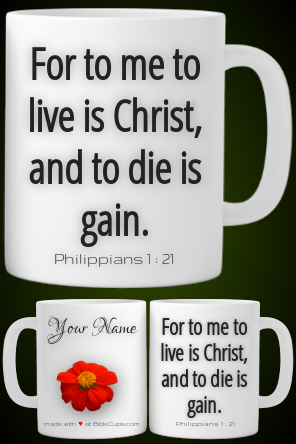 For to me to
live is Christ,
and to die is
gain.
Philippians 1 : 21
Your Name
made with ♥ at BibleCups.com
For to me to
live is Christ,
and to die is
gain.
Philippians 1 : 21